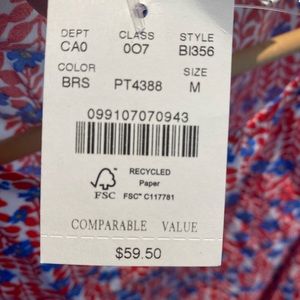 DEPT CLASS STYLE
CA0 007 BI356
COLOR SIZE
BRS PT4388 M
099107070943
RECYCLED
Paper
FSC
FSC™ C117781
COMPARABLE VALUE
$59.50